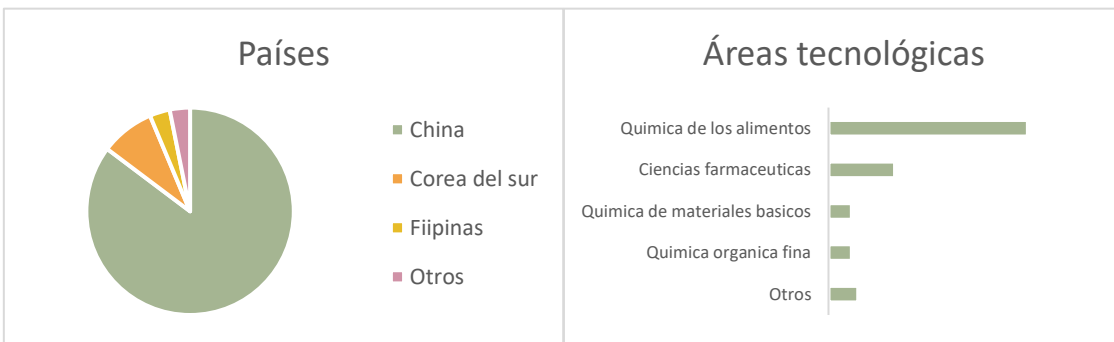 Países
China
Corea del sur
Fiipinas
Otros
Áreas tecnológicas
Quimica de los alimentos
Ciencias farmaceuticas
Quimica de materiales basicos
Quimica organica fina
Otros